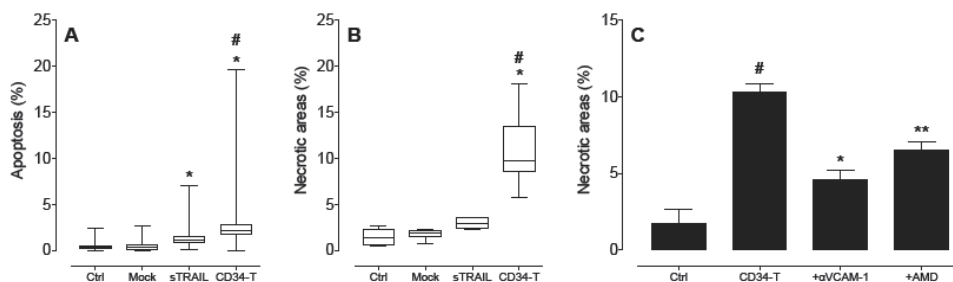 A
Apoptosis (%)
25
20
15
10
5
0
#
*
*
Ctrl Mock sTRAIL CD34-T
B
Necrotic areas (%)
25
20
15
10
5
0
#
*
Ctrl Mock sTRAIL CD34-T
C
Necrotic areas (%)
15
10
5
0
#
*
**
Ctrl CD34-T +αVCAM-1 +AMD